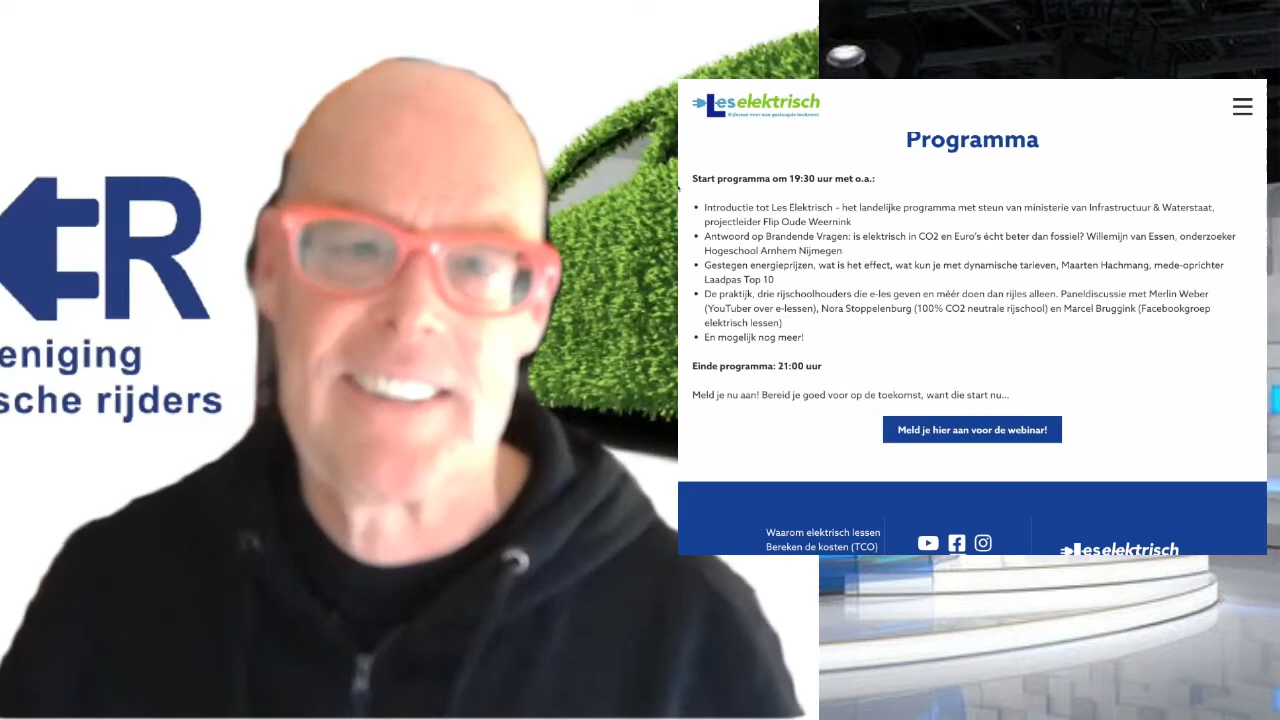 R
eniging
sche rijders
Les elektrisch
Rijlessen voor een geslaagde toekomst
Programma
Start programma om 19:30 uur met o.a.:
• Introductie tot Les Elektrisch – het landelijke programma met steun van ministerie van Infrastructuur & Waterstaat,
projectleider Flip Oude Weernink
• Antwoord op Brandende Vragen: is elektrisch in CO2 en Euro's écht beter dan fossiel? Willemijn van Essen, onderzoeker
Hogeschool Arnhem Nijmegen
• Gestegen energieprijzen, wat is het effect, wat kun je met dynamische tarieven, Maarten Hachmang, mede-oprichter
Laadpas Top 10
• De praktijk, drie rijschoolhouders die e-les geven en méér doen dan rijles alleen. Paneldiscussie met Merlin Weber
(YouTuber over e-lessen), Nora Stoppelenburg (100% CO2 neutrale rijschool) en Marcel Bruggink (Facebookgroep
elektrisch lessen)
• En mogelijk nog meer!
Einde programma: 21:00 uur
Meld je nu aan! Bereid je goed voor op de toekomst, want die start nu…
Meld je hier aan voor de webinar!
Waarom elektrisch lessen
Bereken de kosten (TCO)
Les elektrisch